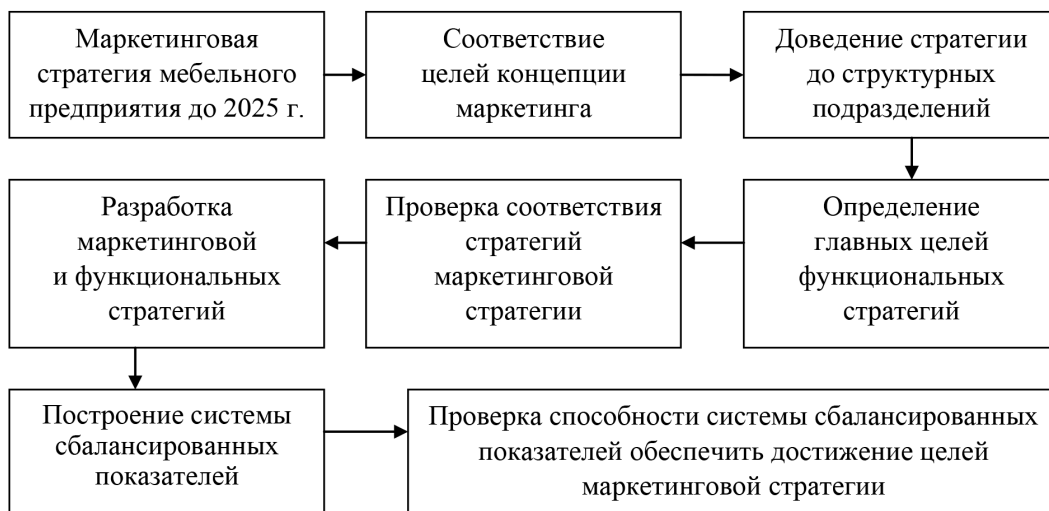 Маркетинговая
стратегия мебельного
предприятия до 2025 г.
Соответствие
целей концепции
маркетинга
Доведение стратегии
до структурных
подразделений
Определение
главных целей
функциональных
стратегий
Проверка соответствия
стратегий
маркетинговой
стратегии
Разработка
маркетинговой
и функциональных
стратегий
Построение системы
сбалансированных
показателей
Проверка способности системы сбалансированных
показателей обеспечить достижение целей
маркетинговой стратегии